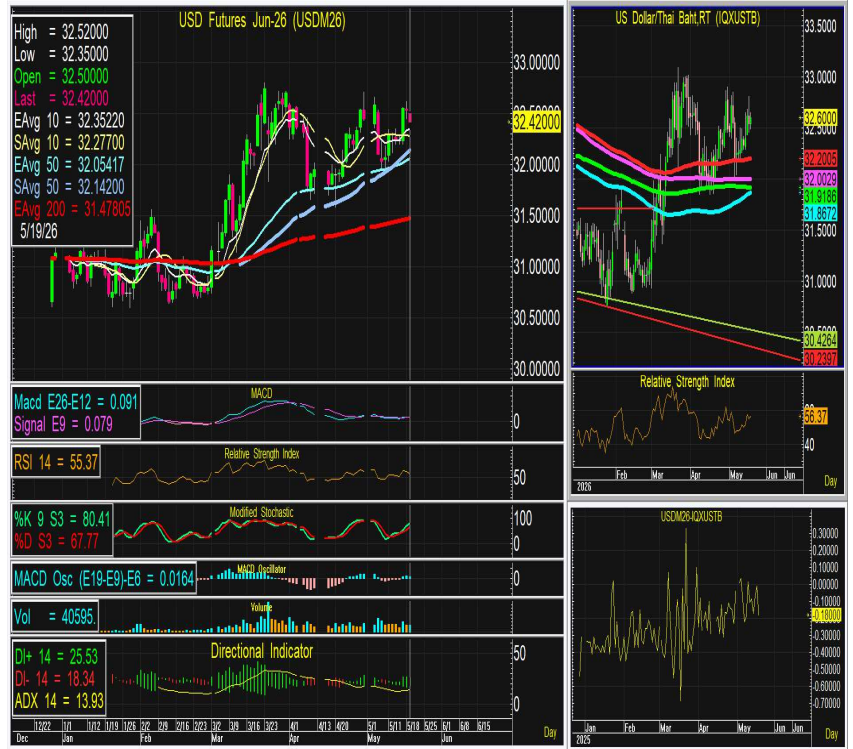 USD Futures Jun-26 (USDM26)
High = 32.52000
Low = 32.35000
Open = 32.50000
Last = 32.42000
EAvg 10 = 32.35220
SAvg 10 = 32.27700
EAvg 50 = 32.05417
SAvg 50 = 32.14200
EAvg 200 = 31.47805
5/19/26
33.00000
32.42000
32.00000
31.50000
31.00000
30.50000
30.00000
MACD
Macd E26-E12 = 0.091
Signal E9 = 0.079
0
Relative Strength Index
RSI 14 = 55.37
50
Modified Stochastic
%K 9 S3 = 80.41
%D S3 = 67.77
100
0
MACD Oscillator
MACD Osc (E19-E9)-E6 = 0.0164
0
Volume
Vol = 40595.
Directional Indicator
DI+ 14 = 25.53
DI- 14 = 18.34
ADX 14 = 13.93
50
0
12/22 1/1 1/12 1/19 1/26 2/2 2/9 2/16 2/23 3/2 3/9 3/16 3/23 4/1 4/13 4/20 5/1 5/11 5/18 5/25 6/1 6/8 6/15
Dec Jan Feb Mar Apr May Jun
Day
US Dollar/Thai Baht,RT (IQXUSTB)
33.5000
33.0000
32.6000
32.5000
32.2005
32.0029
31.9186
31.8672
31.5000
31.0000
30.4264
30.2397
Relative Strength Index
56.37
40
Feb Mar Apr May Jun Jun
2026
Day
USDM26-IQXUSTB
0.30000
0.20000
0.10000
0.00000
-0.10000
-0.18000
-0.30000
-0.40000
-0.50000
-0.60000
-0.70000
Jan Feb Mar Apr May Jun Jun
2025
Day